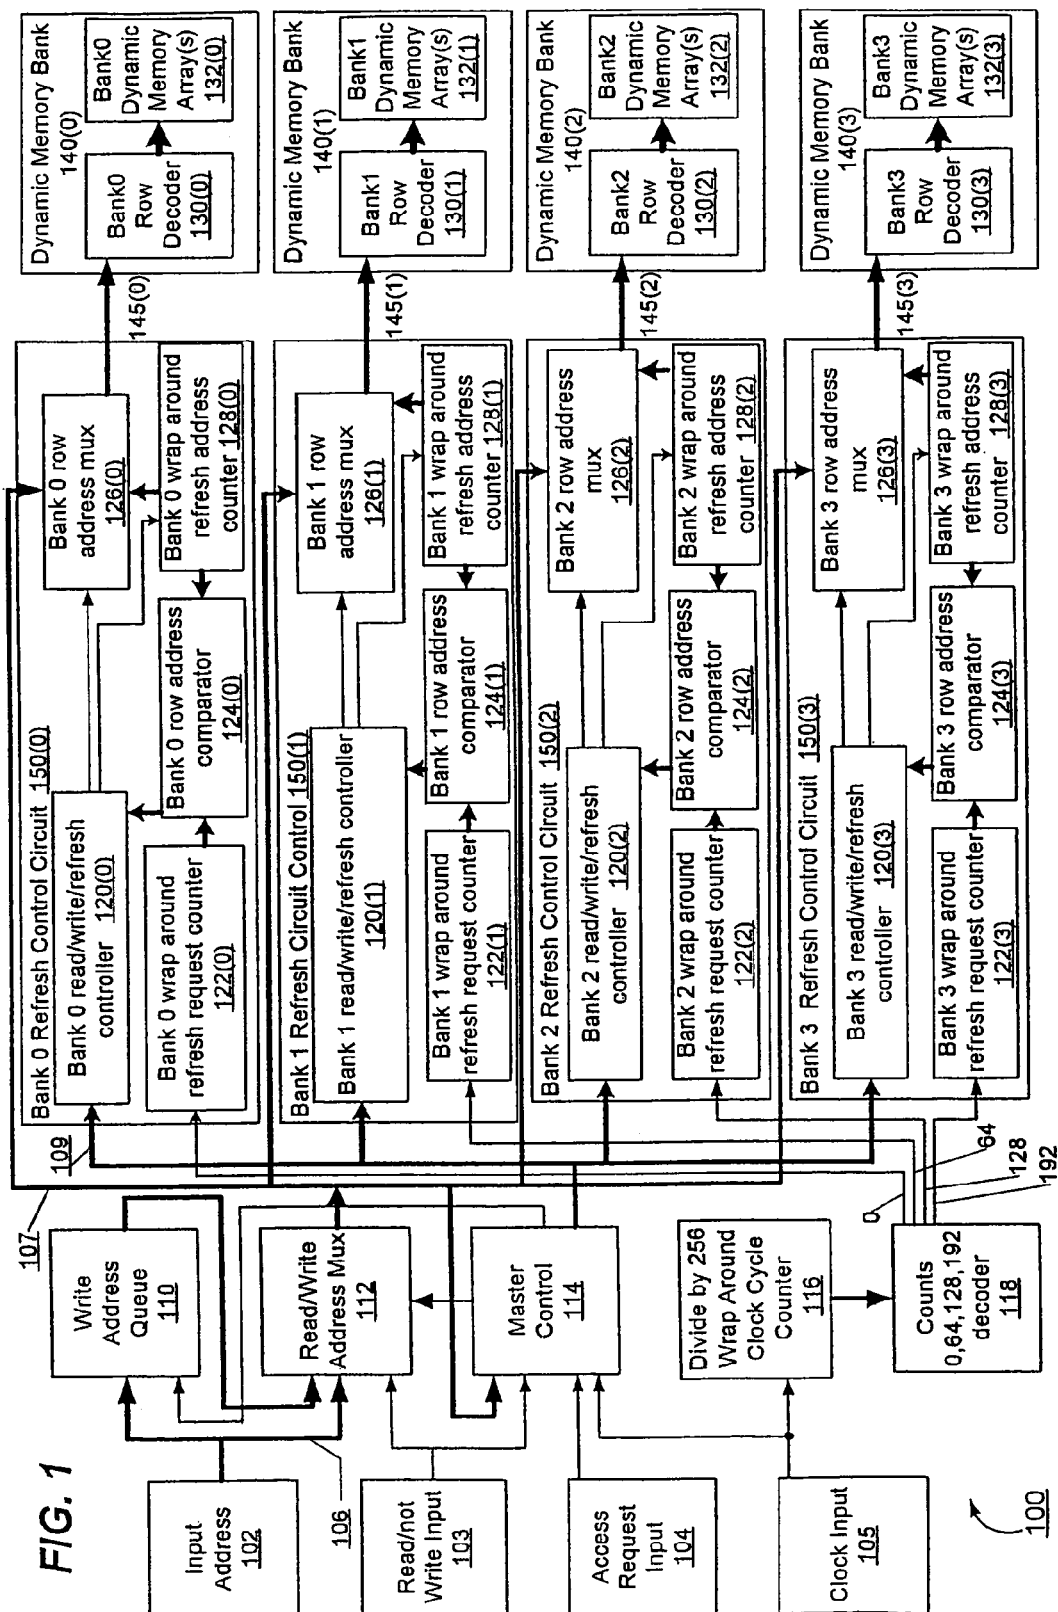 FIG. 1
Input
Address
102
Read/not
Write Input
103
Access
Request
Input
104
Clock Input
105
100
106
107
109
Write
Address
Queue
110
Read/Write
Address Mux
112
Master
Control
114
Divide by 256
Wrap Around
Clock Cycle
Counter
116
Counts
0,64,128,192
decoder
118
0
64
128
192
Bank 0 Refresh Control Circuit 150(0)
Bank 0 read/write/refresh
controller 120(0)
Bank 0 wrap around
refresh request counter
122(0)
Bank 0 row address
comparator
124(0)
Bank 0 row
address mux
126(0)
Bank 0 wrap around
refresh address
counter 128(0)
145(0)
Dynamic Memory Bank
140(0)
Bank0
Row
Decoder
130(0)
Bank0
Dynamic
Memory
Array(s)
132(0)
Bank 1 Refresh Circuit Control 150(1)
Bank 1 read/write/refresh controller
120(1)
Bank 1 wrap around
refresh request counter
122(1)
Bank 1 row address
comparator
124(1)
Bank 1 row
address mux
126(1)
Bank 1 wrap around
refresh address
counter 128(1)
145(1)
Dynamic Memory Bank
140(1)
Bank1
Row
Decoder
130(1)
Bank1
Dynamic
Memory
Array(s)
132(1)
Bank 2 Refresh Control Circuit 150(2)
Bank 2 read/write/refresh
controller 120(2)
Bank 2 wrap around
refresh request counter
122(2)
Bank 2 row address
comparator
124(2)
Bank 2 row address
mux
126(2)
Bank 2 wrap around
refresh address
counter 128(2)
145(2)
Dynamic Memory Bank
140(2)
Bank2
Row
Decoder
130(2)
Bank2
Dynamic
Memory
Array(s)
132(2)
Bank 3 Refresh Control Circuit 150(3)
Bank 3 read/write/refresh
controller 120(3)
Bank 3 wrap around
refresh request counter
122(3)
Bank 3 row address
comparator
124(3)
Bank 3 row address
mux
126(3)
Bank 3 wrap around
refresh address
counter 128(3)
145(3)
Dynamic Memory Bank
140(3)
Bank3
Row
Decoder
130(3)
Bank3
Dynamic
Memory
Array(s)
132(3)